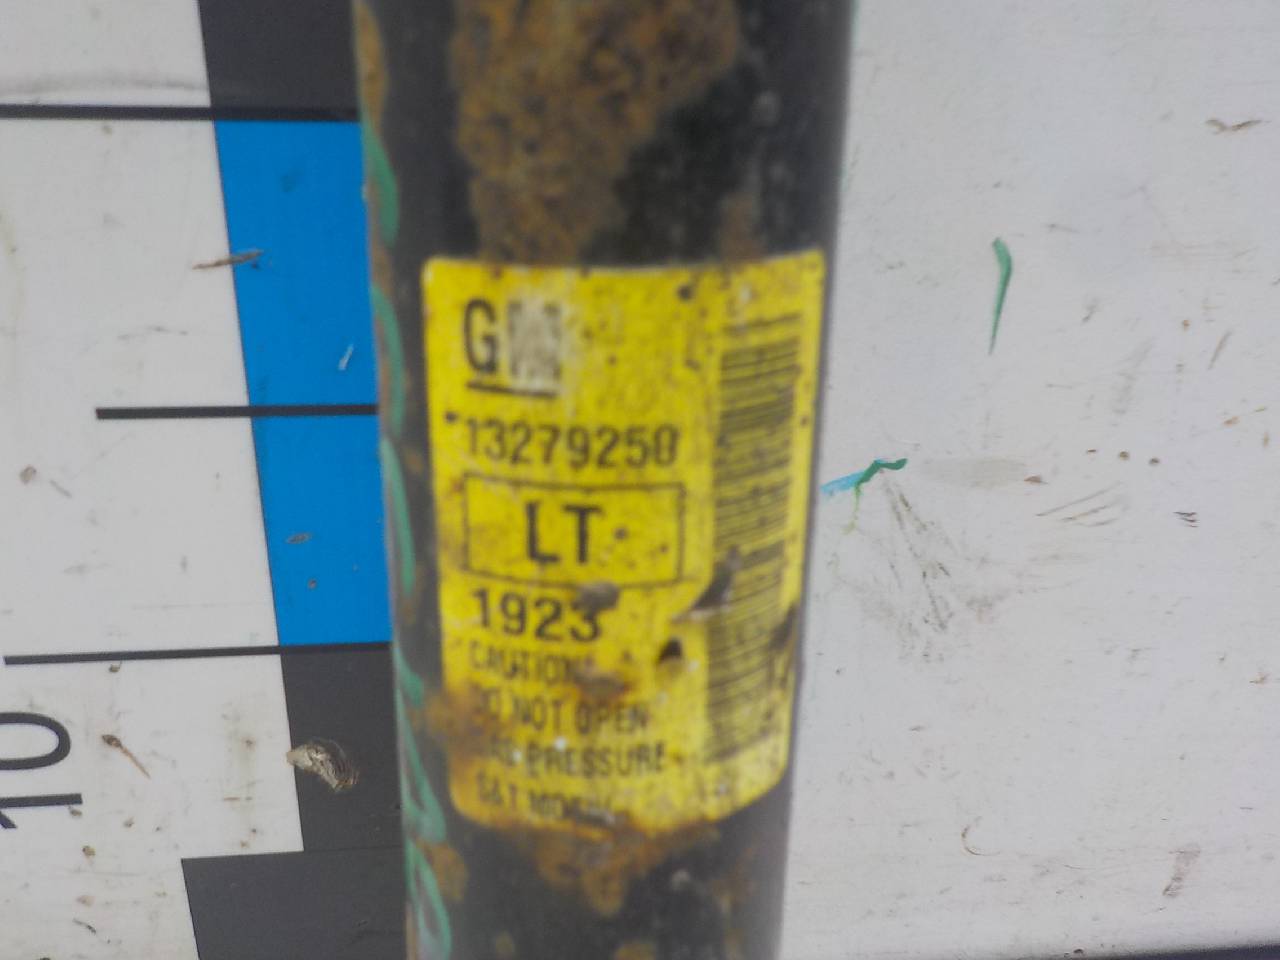 GM
13279250
LT
1923
CAUTION
DO NOT OPEN
PRESSURE
10